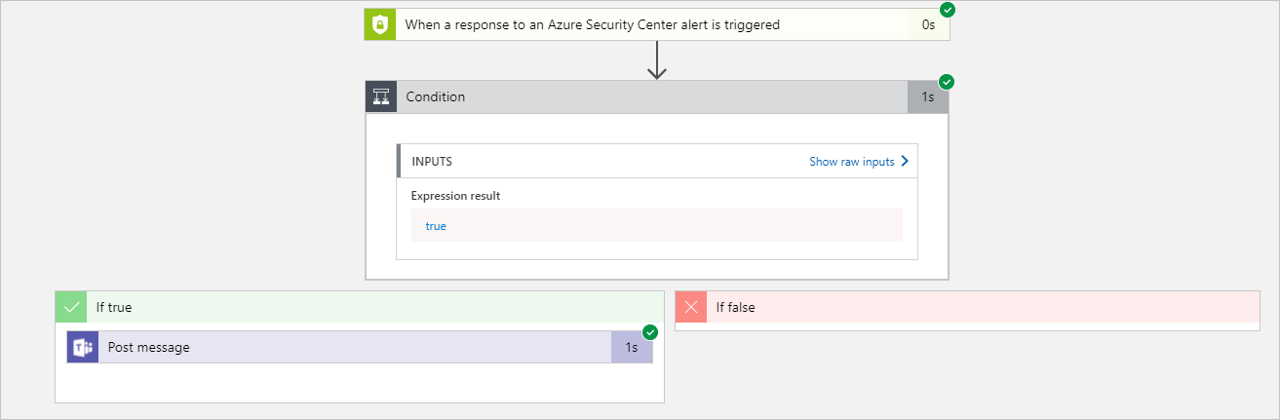 When a response to an Azure Security Center alert is triggered 0s
Condition 1s
INPUTS Show raw inputs
Expression result
true
If true If false
Post message 1s